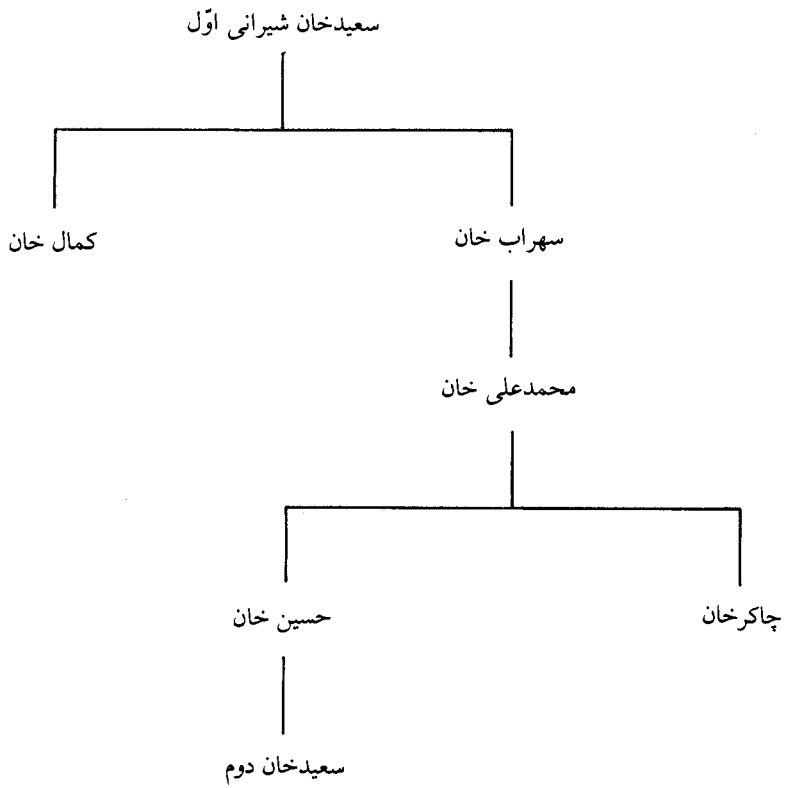 سعیدخان شیرانی اوّل
سهراب خان
کمال خان
محمدعلی خان
چاکرخان
حسین خان
سعیدخان دوم